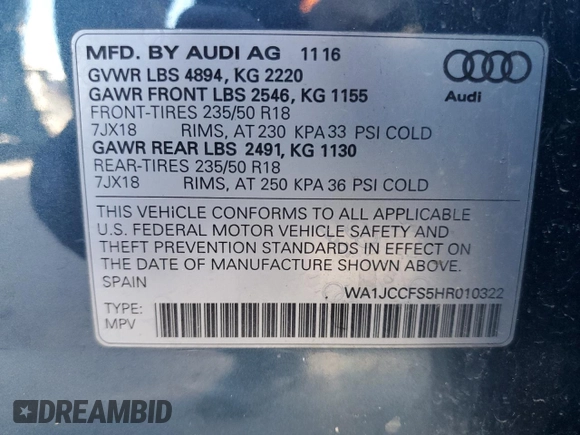 MFD. BY AUDI AG 11 16
GVWR LBS 4894, KG 2220
GAWR FRONT LBS 2546, KG 1155
FRONT-TIRES 235/50 R18
7JX18 RIMS, AT 230 KPA 33 PSI COLD
GAWR REAR LBS 2491, KG 1130
REAR-TIRES 235/50 R18
7JX18 RIMS, AT 250 KPA 36 PSI COLD
Audi
THIS VEHICLE CONFORMS TO ALL APPLICABLE
U.S. FEDERAL MOTOR VEHICLE SAFETY AND
THEFT PREVENTION STANDARDS IN EFFECT ON
THE DATE OF MANUFACTURE SHOWN ABOVE.
SPAIN
WA1JCCFS5HR010322
TYPE:
MPV
DREAMBID